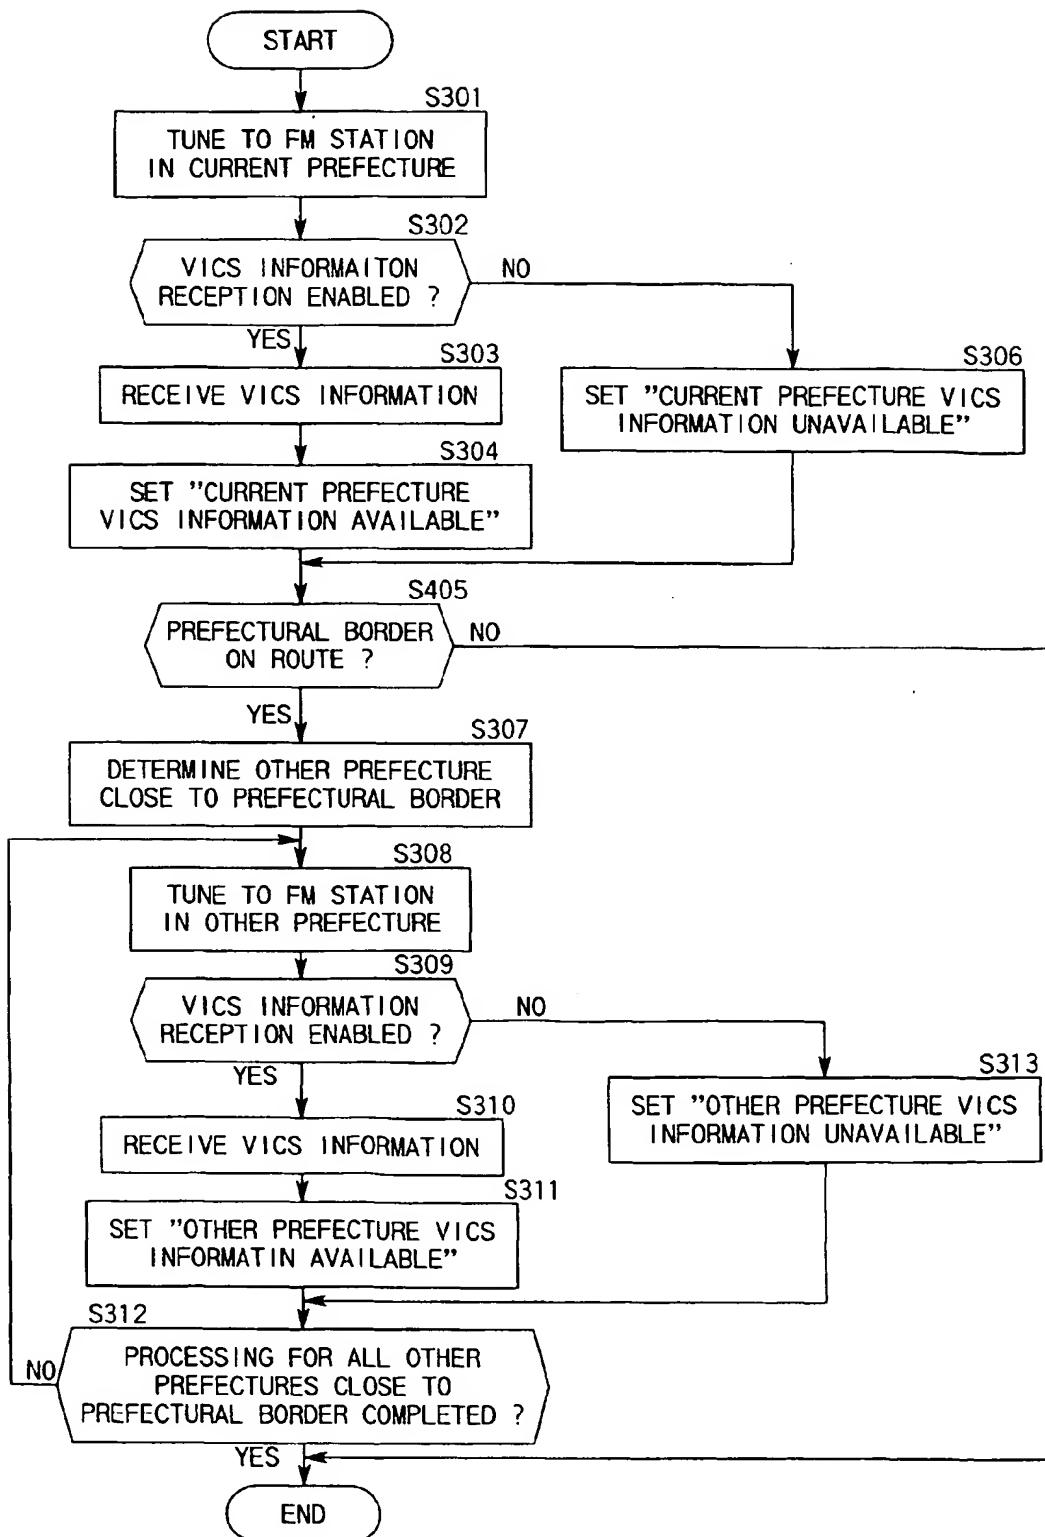 START
S301
TUNE TO FM STATION
IN CURRENT PREFECTURE
S302
VICS INFORMAITON
RECEPTION ENABLED ?
NO
YES
S303
RECEIVE VICS INFORMATION
S306
SET "CURRENT PREFECTURE VICS
INFORMATION UNAVAILABLE"
S304
SET "CURRENT PREFECTURE
VICS INFORMATION AVAILABLE"
S405
PREFECTURAL BORDER
ON ROUTE ?
NO
YES
S307
DETERMINE OTHER PREFECTURE
CLOSE TO PREFECTURAL BORDER
S308
TUNE TO FM STATION
IN OTHER PREFECTURE
S309
VICS INFORMATION
RECEPTION ENABLED ?
NO
YES
S313
SET "OTHER PREFECTURE VICS
INFORMATION UNAVAILABLE"
S310
RECEIVE VICS INFORMATION
S311
SET "OTHER PREFECTURE VICS
INFORMATIN AVAILABLE"
S312
PROCESSING FOR ALL OTHER
PREFECTURES CLOSE TO
PREFECTURAL BORDER COMPLETED ?
NO
YES
END